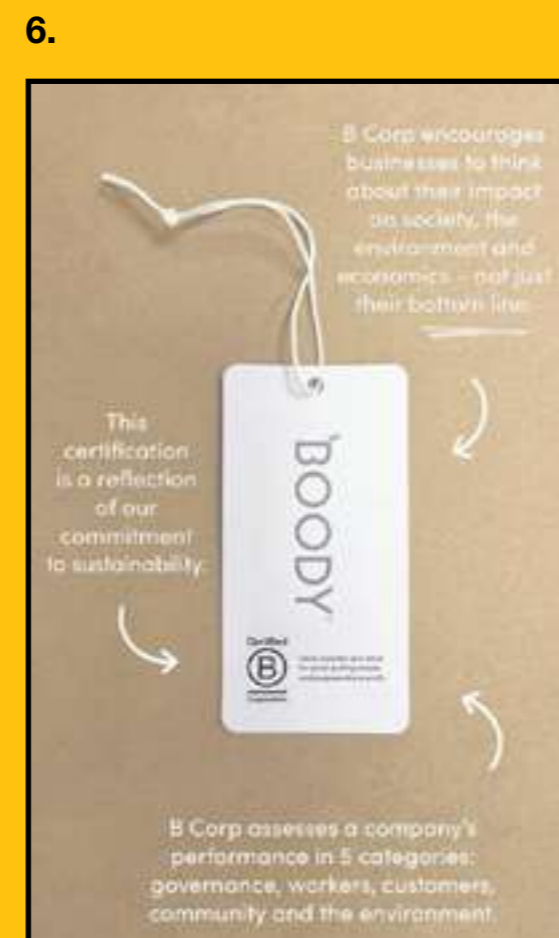 6.
B Corp encourages
businesses to think
about their impact
on society, the
environment and
economics – not just
their bottom line.
This
certification
is a reflection
of our
commitment
to sustainability.
BOODY
Certified
B
Corporation
B Corp assesses a company's
performance in 5 categories:
governance, workers, customers,
community and the environment.